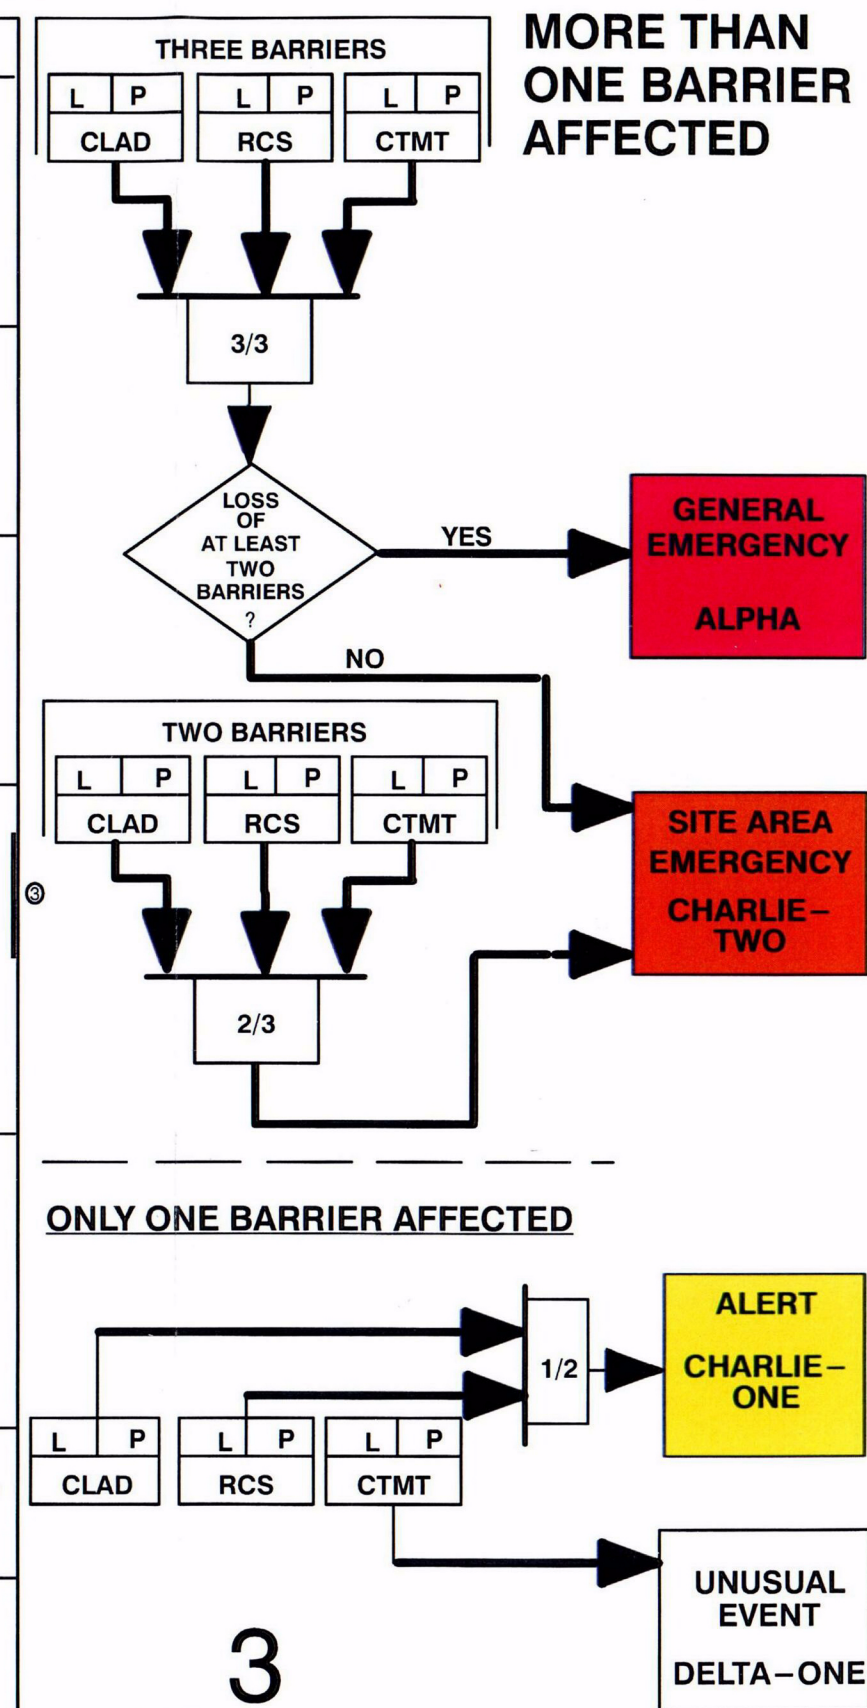 MORE THAN
ONE BARRIER
AFFECTED
THREE BARRIERS
L P L P L P
CLAD RCS CTMT
3/3
LOSS
OF
AT LEAST
TWO
BARRIERS
?
YES
GENERAL
EMERGENCY
ALPHA
NO
TWO BARRIERS
L P L P L P
CLAD RCS CTMT
SITE AREA
EMERGENCY
CHARLIE–
TWO
3
2/3
ONLY ONE BARRIER AFFECTED
1/2
ALERT
CHARLIE–
ONE
L P L P L P
CLAD RCS CTMT
UNUSUAL
EVENT
DELTA–ONE
3